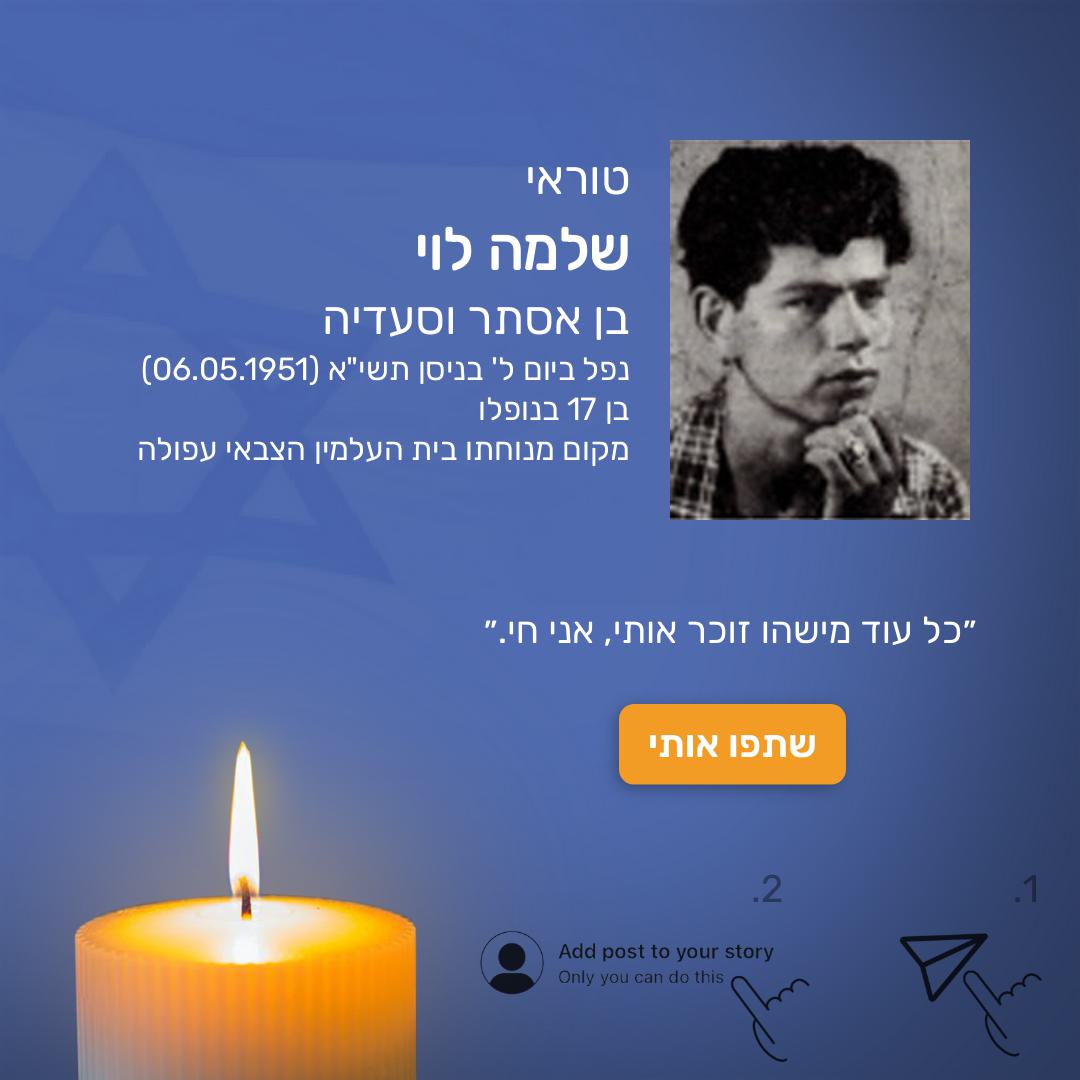 טוראי
שלמה לוי
בן אסתר וסעדיה
נפל ביום ל' בניסן תשי"א (06.05.1951)
בן 17 בנופלו
מקום מנוחתו בית העלמין הצבאי עפולה
״כל עוד מישהו זוכר אותי, אני חי.״
שתפו אותי
1.
2.
Add post to your story
Only you can do this